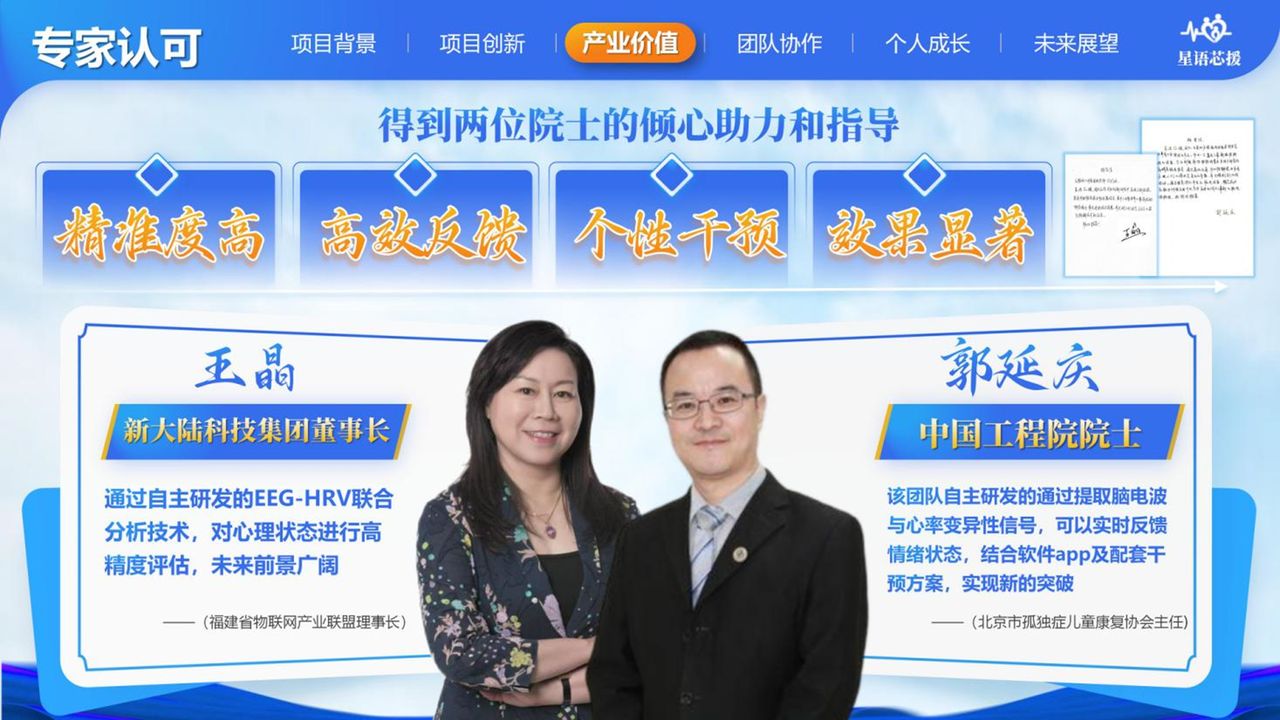 专家认可
项目背景
项目创新
产业价值
团队协作
个人成长
未来展望
星语芯援
得到两位院士的倾心助力和指导
精准度高
高效反馈
个性干预
效果显著
王晶
新大陆科技集团董事长
通过自主研发的EEG-HRV联合
分析技术，对心理状态进行高
精度评估，未来前景广阔
——（福建省物联网产业联盟理事长）
郭延庆
中国工程院院士
该团队自主研发的通过提取脑电波
与心率变异性信号，可以实时反馈
情绪状态，结合软件app及配套干
预方案，实现新的突破
——（北京市孤独症儿童康复协会主任)